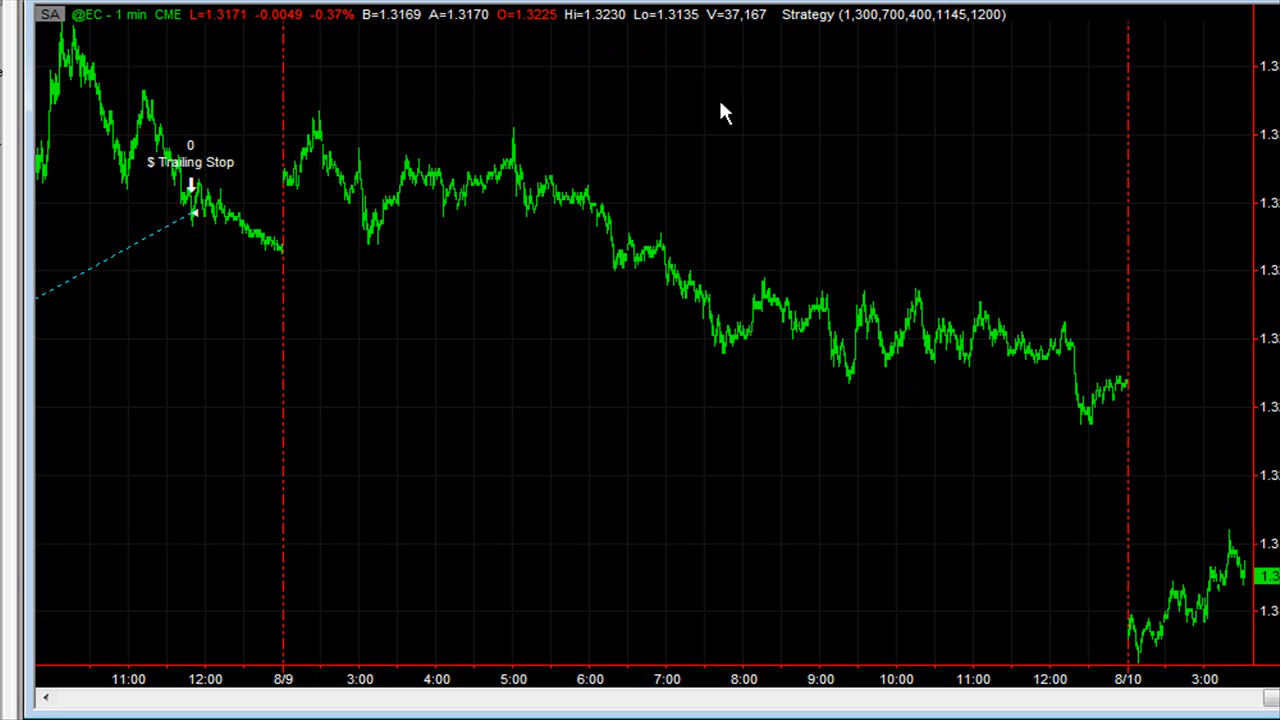 SA @EC - 1 min CME L=1.3171 -0.0049 -0.37% B=1.3169 A=1.3170 O=1.3225 Hi=1.3230 Lo=1.3135 V=37,167 Strategy (1,300,700,400,1145,1200)
0
$ Trailing Stop
11:00 12:00 8/9 3:00 4:00 5:00 6:00 7:00 8:00 9:00 10:00 11:00 12:00 8/10 3:00